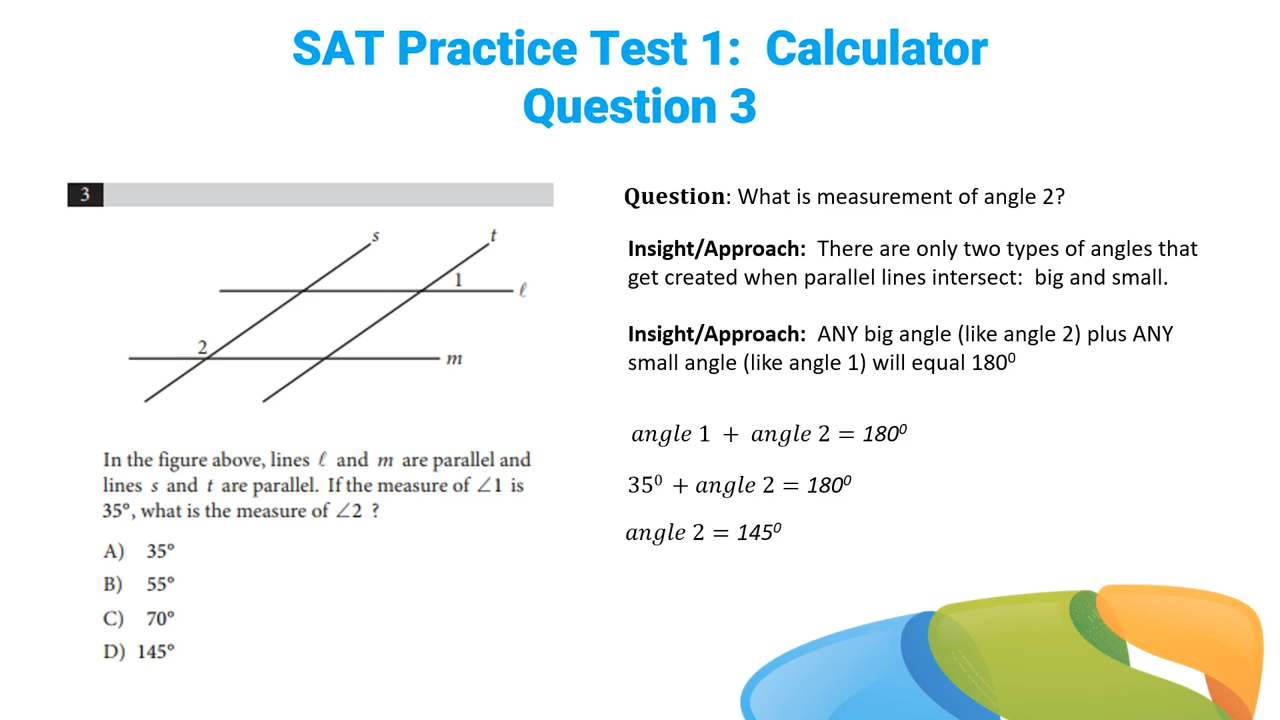 SAT Practice Test 1:  Calculator
Question 3
3
s
t
1
ℓ
2
m
In the figure above, lines ℓ and m are parallel and
lines s and t are parallel. If the measure of ∠1 is
35°, what is the measure of ∠2 ?
A) 35°
B) 55°
C) 70°
D) 145°
Question: What is measurement of angle 2?
Insight/Approach: There are only two types of angles that
get created when parallel lines intersect: big and small.
Insight/Approach: ANY big angle (like angle 2) plus ANY
small angle (like angle 1) will equal 180⁰
angle 1 + angle 2 = 180⁰
35⁰ + angle 2 = 180⁰
angle 2 = 145⁰